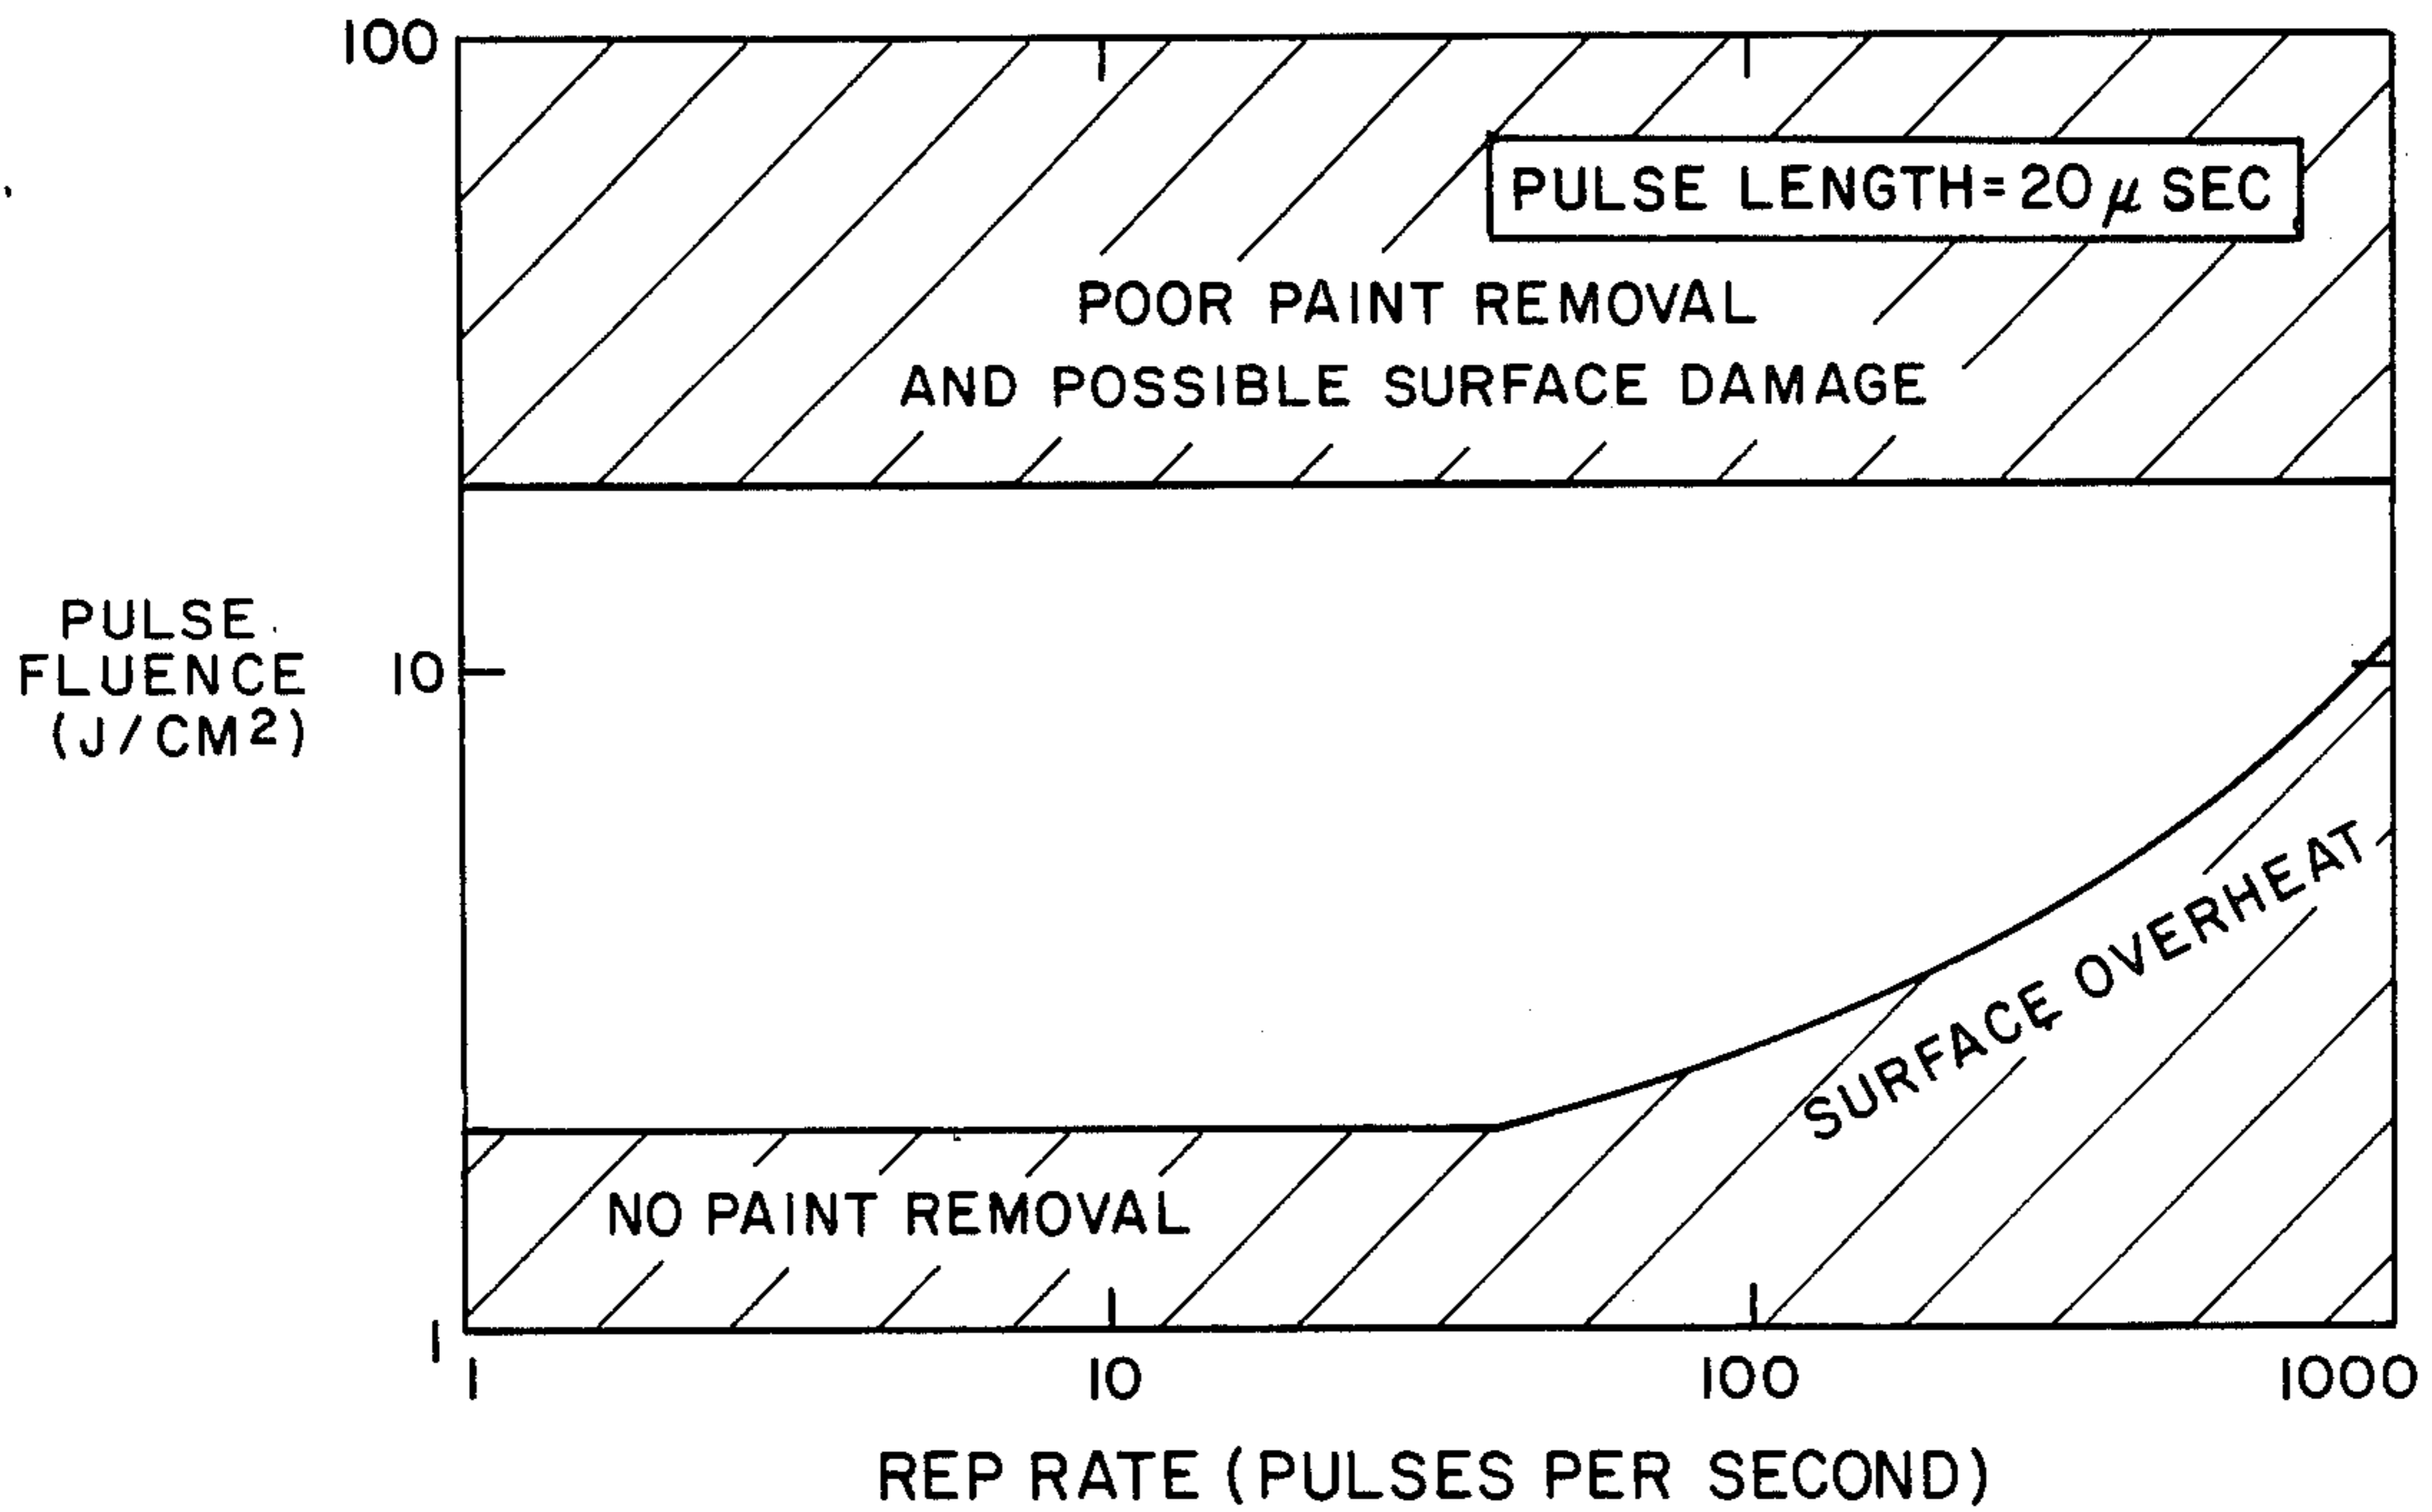 100
PULSE LENGTH=20 μ SEC
POOR PAINT REMOVAL
AND POSSIBLE SURFACE DAMAGE
PULSE
FLUENCE
(J/CM²)
10
SURFACE OVERHEAT
NO PAINT REMOVAL
1
1 10 100 1000
REP RATE (PULSES PER SECOND)